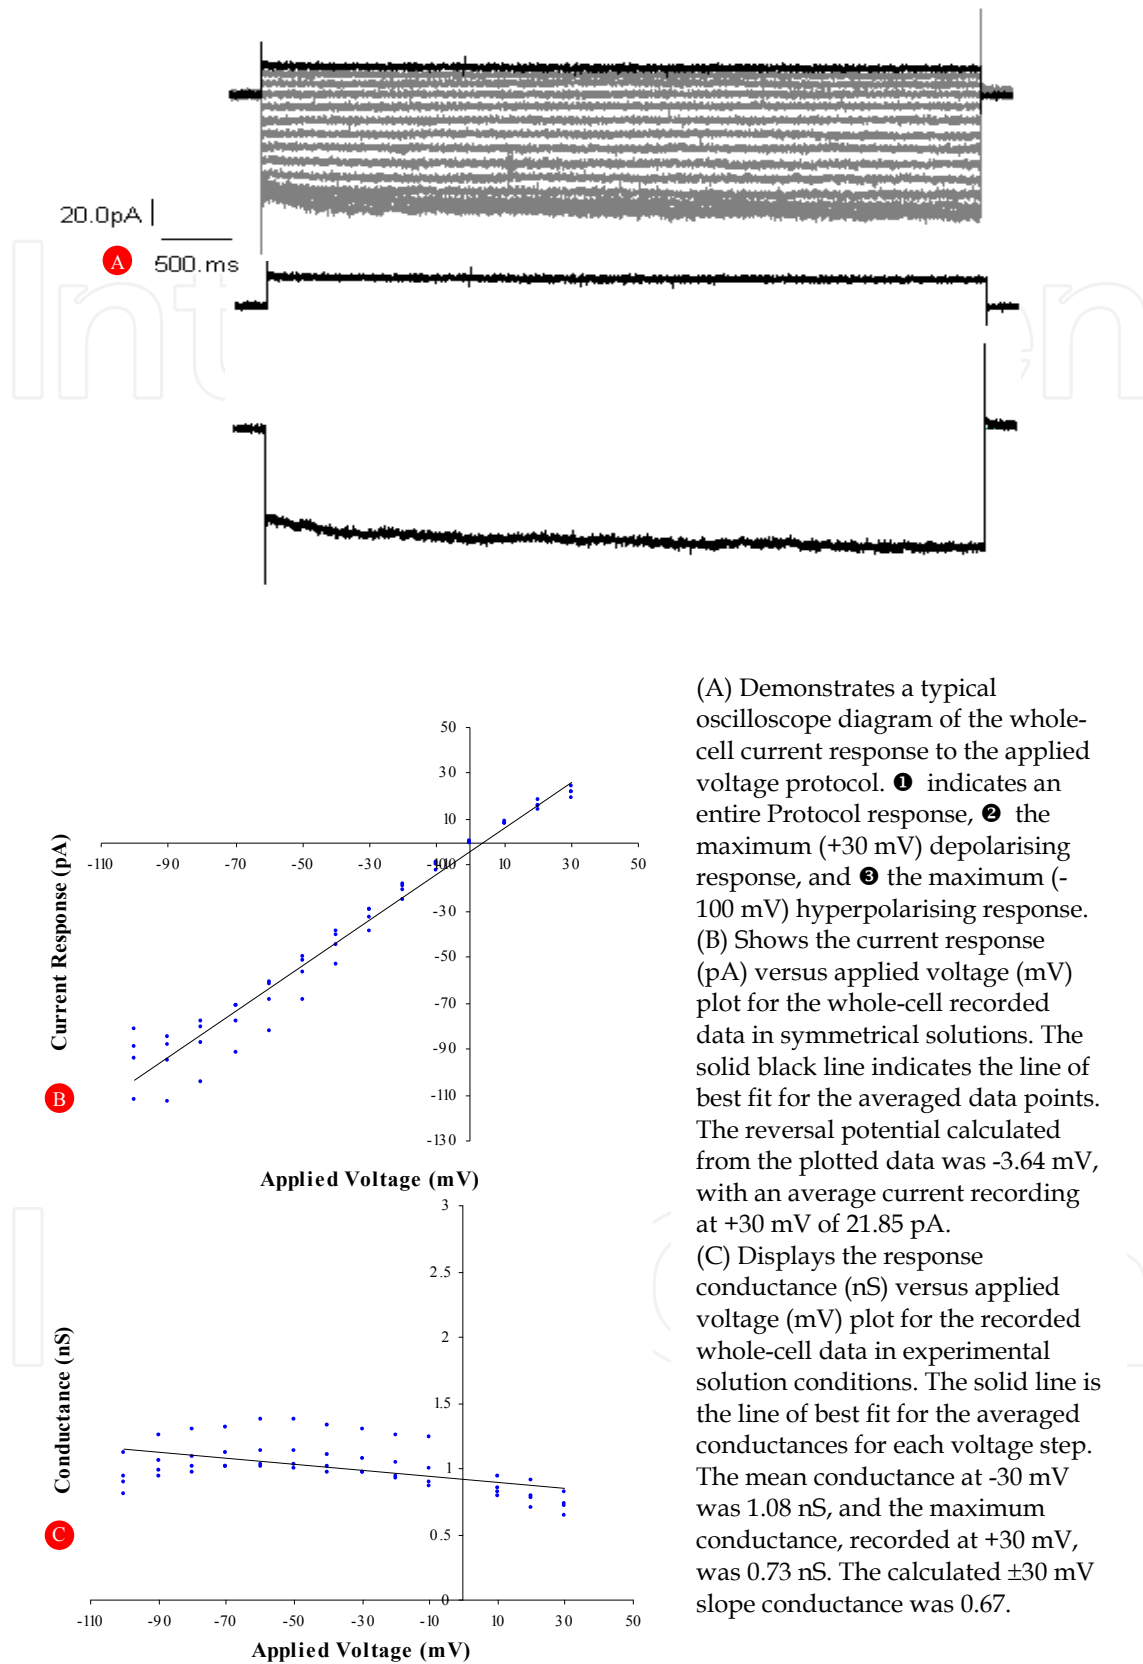 20.0pA
A
500.ms
(A) Demonstrates a typical
oscilloscope diagram of the whole-
cell current response to the applied
voltage protocol. ❶ indicates an
entire Protocol response, ❷ the
maximum (+30 mV) depolarising
response, and ❸ the maximum (-
100 mV) hyperpolarising response.
(B) Shows the current response
(pA) versus applied voltage (mV)
plot for the whole-cell recorded
data in symmetrical solutions. The
solid black line indicates the line of
best fit for the averaged data points.
The reversal potential calculated
from the plotted data was -3.64 mV,
with an average current recording
at +30 mV of 21.85 pA.
(C) Displays the response
conductance (nS) versus applied
voltage (mV) plot for the recorded
whole-cell data in experimental
solution conditions. The solid line is
the line of best fit for the averaged
conductances for each voltage step.
The mean conductance at -30 mV
was 1.08 nS, and the maximum
conductance, recorded at +30 mV,
was 0.73 nS. The calculated ±30 mV
slope conductance was 0.67.
Current Response (pA)
B
50
30
10
-10
-30
-50
-70
-90
-110
-130
-110 -90 -70 -50 -30 -10 10 30 50
Applied Voltage (mV)
Conductance (nS)
C
3
2.5
2
1.5
1
0.5
0
-110 -90 -70 -50 -30 -10 10 30 50
Applied Voltage (mV)